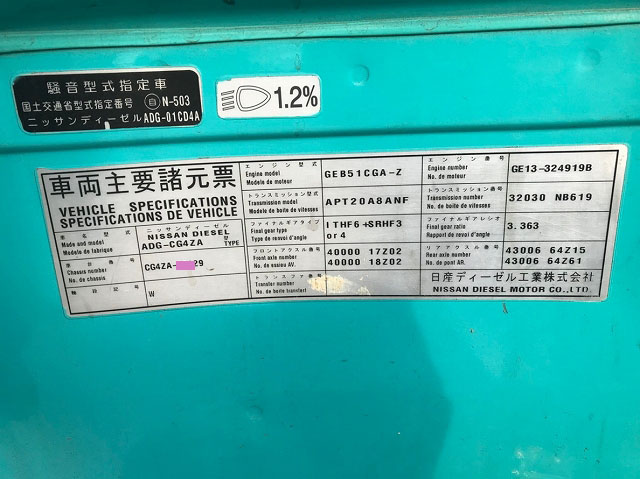 騒音型式指定車
国土交通省型式指定番号 自 N-503
ニッサンディーゼル ADG-01CD4A
1.2%
車両主要諸元票
VEHICLE SPECIFICATIONS
SPECIFICATIONS DE VEHICLE
車名型式
Made and model
Modele de fabrique
ニッサンディーゼル
NISSAN DIESEL
ADG-CG4ZA TYPE
車台番号
Chassis number
No. de chassis
CG4ZA-
29
W
エンジン型式
Engine model
Modele de moteur
GEB51CGA-Z
エンジン番号
Engine number
No. de moteur
GE13-324919B
トランスミッション型式
Transmission model
Modele de boite de vitesses
APT20A8ANF
トランスミッション番号
Transmission number
No. de boite de vitesses
32030 NB619
ファイナルギアタイプ
Final gear type
Type de renvoi d'angle
ITHF6+SRHF3
or 4
ファイナルギアレシオ
Final gear ratio
Rapport de renvoi d'angle
3.363
フロントアクスル番号
Front axle number
No. de essieu AV.
40000 17Z02
40000 18Z02
リヤアクスル番号
Rear axle number
No. de pont AR.
43006 64Z15
43006 64Z61
トランスファ番号
Transfer number
No. de boite transfert
日産ディーゼル工業株式会社
NISSAN DIESEL MOTOR CO.,LTD.